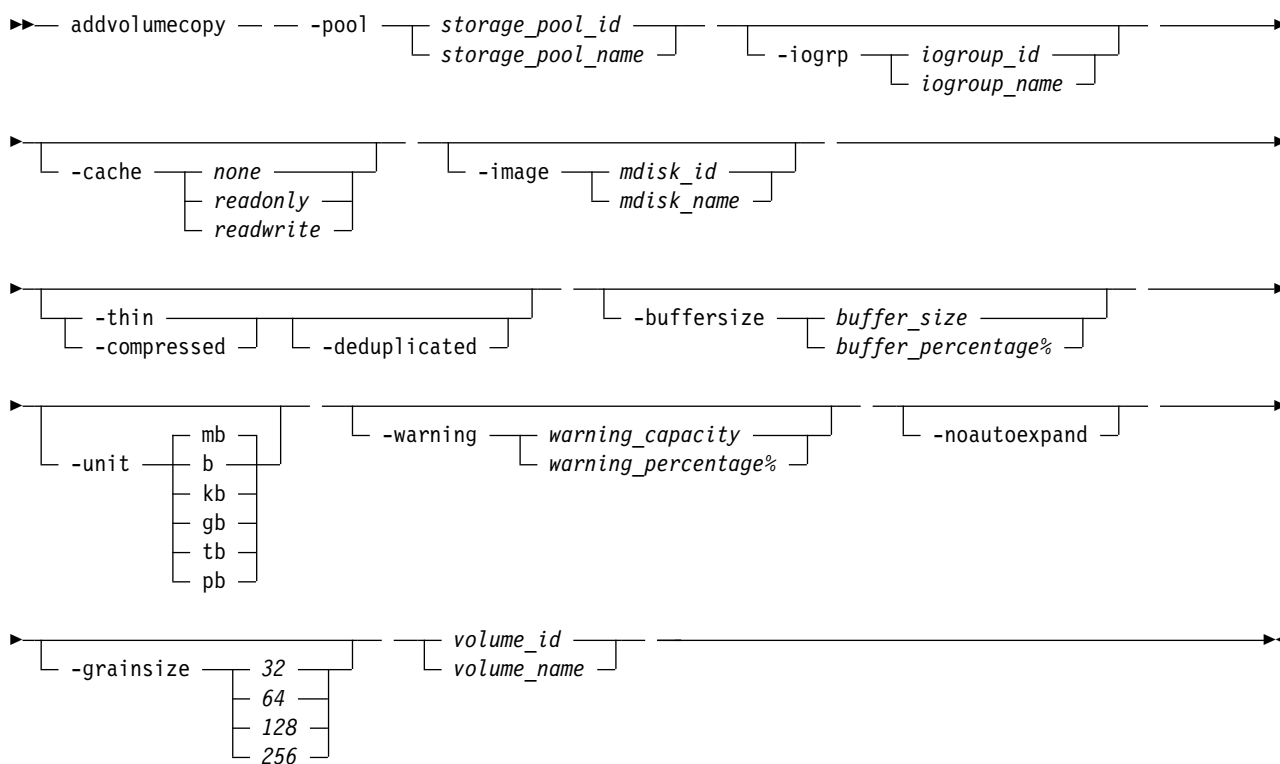 addvolumecopy -pool storage_pool_id
storage_pool_name
-iogrp iogroup_id
iogroup_name
-cache none
readonly
readwrite
-image mdisk_id
mdisk_name
-thin
-compressed -deduplicated
-buffersize buffer_size
buffer_percentage%
mb
-unit b
kb
gb
tb
pb
-warning warning_capacity
warning_percentage%
-noautoexpand
-grainsize 32
64
128
256
volume_id
volume_name